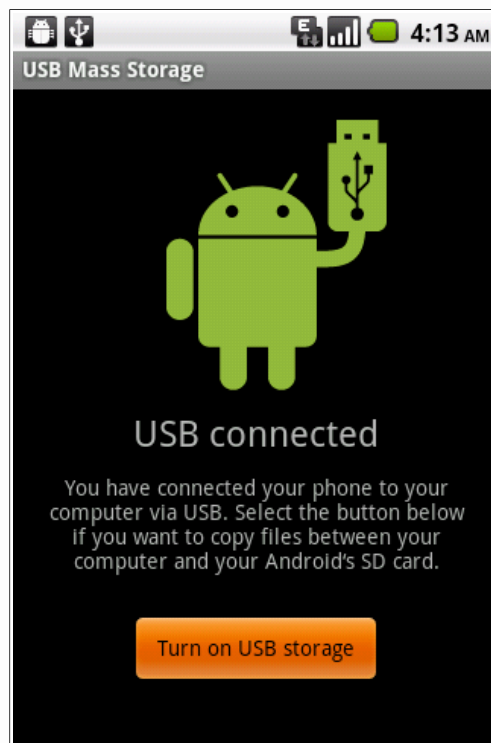 E
4:13 AM
USB Mass Storage
USB connected
You have connected your phone to your
computer via USB. Select the button below
if you want to copy files between your
computer and your Android's SD card.
Turn on USB storage